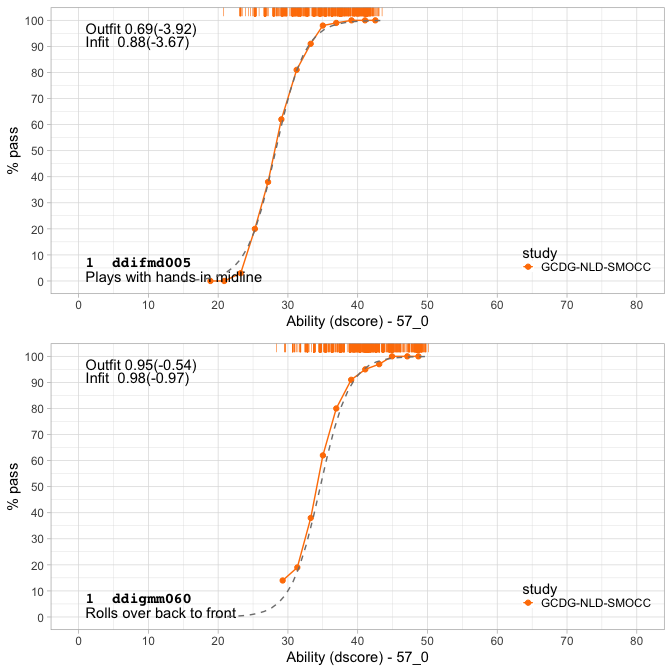 Outfit 0.69(-3.92)
Infit 0.88(-3.67)
100
90
80
70
60
50
40
30
20
10
0
% pass
1 ddifmd005
Plays with hands in midline
study
GCDG-NLD-SMOCC
0 10 20 30 40 50 60 70 80
Ability (dscore) - 57_0
Outfit 0.95(-0.54)
Infit 0.98(-0.97)
100
90
80
70
60
50
40
30
20
10
0
% pass
1 ddigmm060
Rolls over back to front
study
GCDG-NLD-SMOCC
0 10 20 30 40 50 60 70 80
Ability (dscore) - 57_0